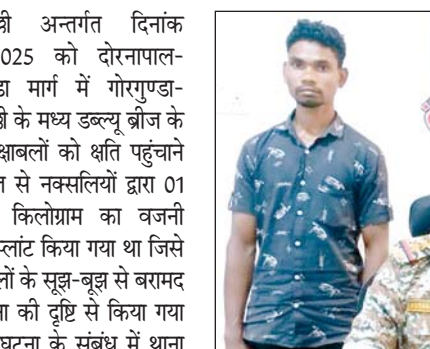 अन्तर्गत दिनांक
025 को दोरनापाल-
मार्ग में गोरगुण्डा-
के मध्य डब्ल्यू ब्रीज के
क्षाबलों को क्षति पहुंचाने
से नक्सलियों द्वारा 01
किलोग्राम का वजनी
प्लांट किया गया था जिसे
लों के सूझ-बूझ से बरामद
की दृष्टि से किया गया
घटना के संबंध में थाना